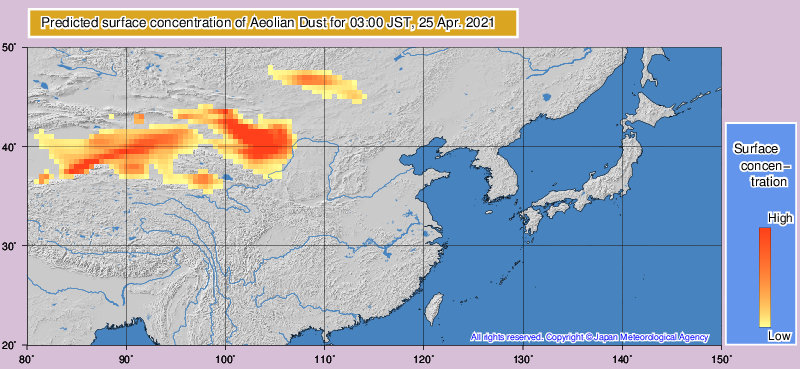 Predicted surface concentration of Aeolian Dust for 03:00 JST, 25 Apr. 2021
50°
40°
30°
20°
80°
90°
100°
110°
120°
130°
140°
150°
Surface
concen–
tration
High
Low
All rights reserved. Copyright © Japan Meteorological Agency